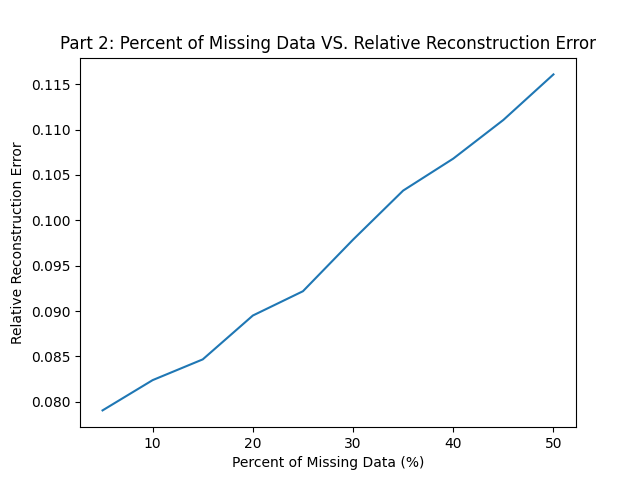 Part 2: Percent of Missing Data VS. Relative Reconstruction Error
0.115
0.110
0.105
0.100
0.095
0.090
0.085
0.080
Relative Reconstruction Error
10 20 30 40 50
Percent of Missing Data (%)